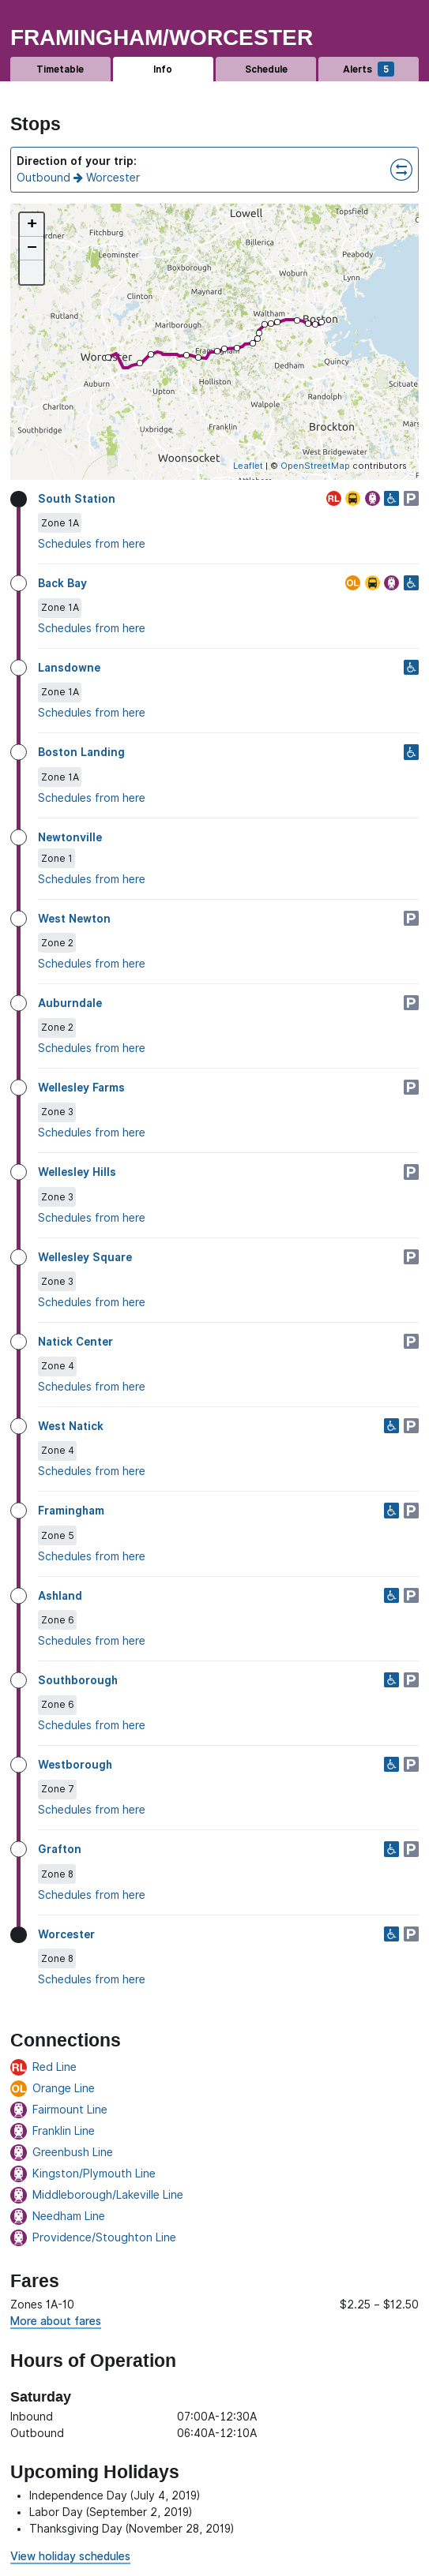 FRAMINGHAM/WORCESTER
Timetable
Info
Schedule
Alerts 5
Stops
Direction of your trip:
Outbound Worcester
+
−
Lowell
Topsfield
Fitchburg
Billerica
Leominster
Peabody
Boxborough
Woburn
Lynn
Clinton
Maynard
Rutland
Marlborough
Waltham
Boston
Worcester
Framingham
Dedham
Quincy
Auburn
Holliston
Scituate
Upton
Walpole
Randolph
Charlton
Southbridge
Uxbridge
Franklin
Brockton
West Bridgewater
Woonsocket
Leaflet | © OpenStreetMap contributors
South Station
RL
P
Zone 1A
Schedules from here
Back Bay
OL
Zone 1A
Schedules from here
Lansdowne
Zone 1A
Schedules from here
Boston Landing
Zone 1A
Schedules from here
Newtonville
Zone 1
Schedules from here
West Newton
P
Zone 2
Schedules from here
Auburndale
P
Zone 2
Schedules from here
Wellesley Farms
P
Zone 3
Schedules from here
Wellesley Hills
P
Zone 3
Schedules from here
Wellesley Square
P
Zone 3
Schedules from here
Natick Center
P
Zone 4
Schedules from here
West Natick
P
Zone 4
Schedules from here
Framingham
P
Zone 5
Schedules from here
Ashland
P
Zone 6
Schedules from here
Southborough
P
Zone 6
Schedules from here
Westborough
P
Zone 7
Schedules from here
Grafton
P
Zone 8
Schedules from here
Worcester
P
Zone 8
Schedules from here
Connections
RL Red Line
OL Orange Line
Fairmount Line
Franklin Line
Greenbush Line
Kingston/Plymouth Line
Middleborough/Lakeville Line
Needham Line
Providence/Stoughton Line
Fares
Zones 1A-10 $2.25 – $12.50
More about fares
Hours of Operation
Saturday
Inbound 07:00A-12:30A
Outbound 06:40A-12:10A
Upcoming Holidays
• Independence Day (July 4, 2019)
• Labor Day (September 2, 2019)
• Thanksgiving Day (November 28, 2019)
View holiday schedules